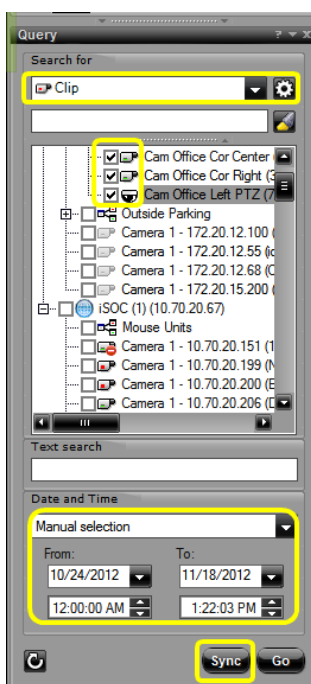 Query
Search for
Clip
Cam Office Cor Center (
Cam Office Cor Right (3
Cam Office Left PTZ (7
Outside Parking
Camera 1 - 172.20.12.100 (
Camera 1 - 172.20.12.55 (ic
Camera 1 - 172.20.12.68 (C
Camera 1 - 172.20.15.200 (
iSOC (1) (10.70.20.67)
Mouse Units
Camera 1 - 10.70.20.151 (1
Camera 1 - 10.70.20.199 (N
Camera 1 - 10.70.20.200 (E
Camera 1 - 10.70.20.206 (D
Text search
Date and Time
Manual selection
From: To:
10/24/2012 11/18/2012
12:00:00 AM 1:22:03 PM
Sync Go